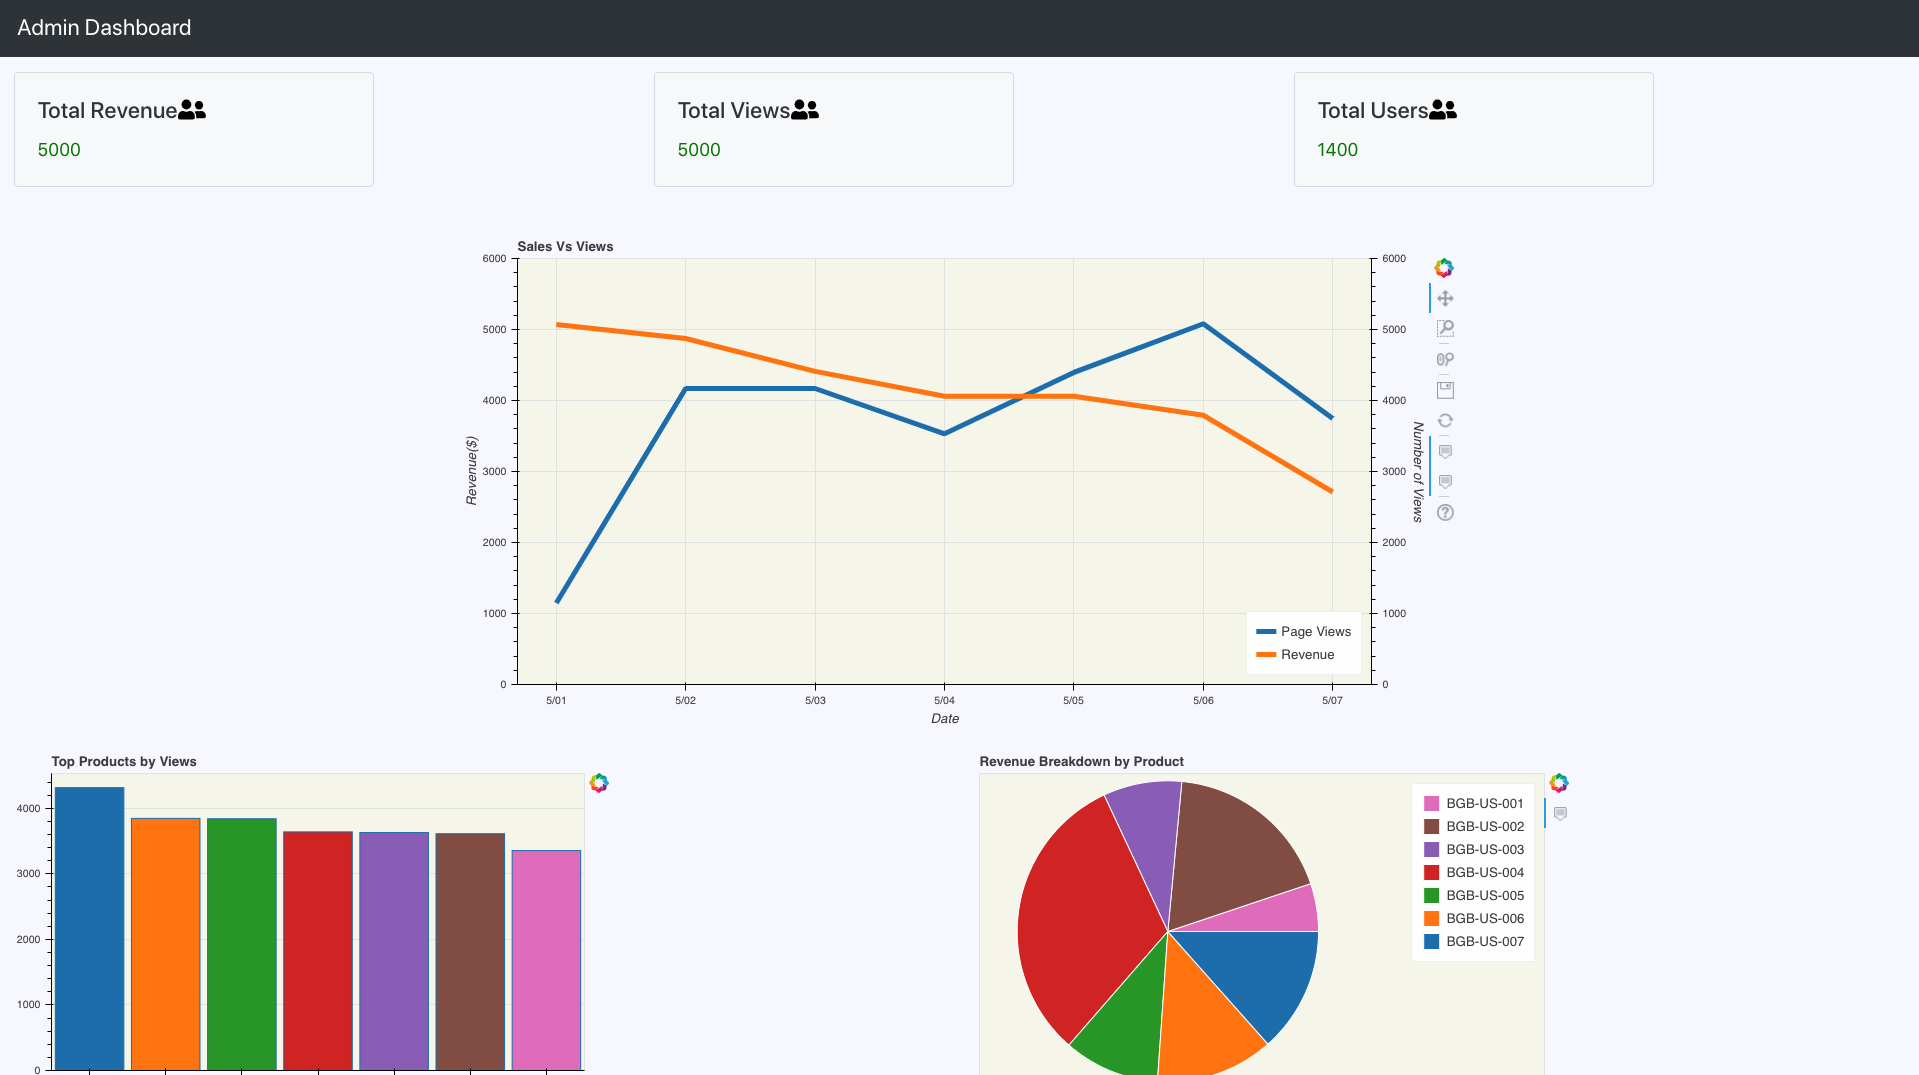 Admin Dashboard
Total Revenue
5000
Total Views
5000
Total Users
1400
Sales Vs Views
6000
5000
4000
3000
2000
1000
0
Revenue($)
6000
5000
4000
3000
2000
1000
0
Number of Views
Page Views
Revenue
5/01 5/02 5/03 5/04 5/05 5/06 5/07
Date
Top Products by Views
4000
3000
2000
1000
0
Revenue Breakdown by Product
BGB-US-001
BGB-US-002
BGB-US-003
BGB-US-004
BGB-US-005
BGB-US-006
BGB-US-007